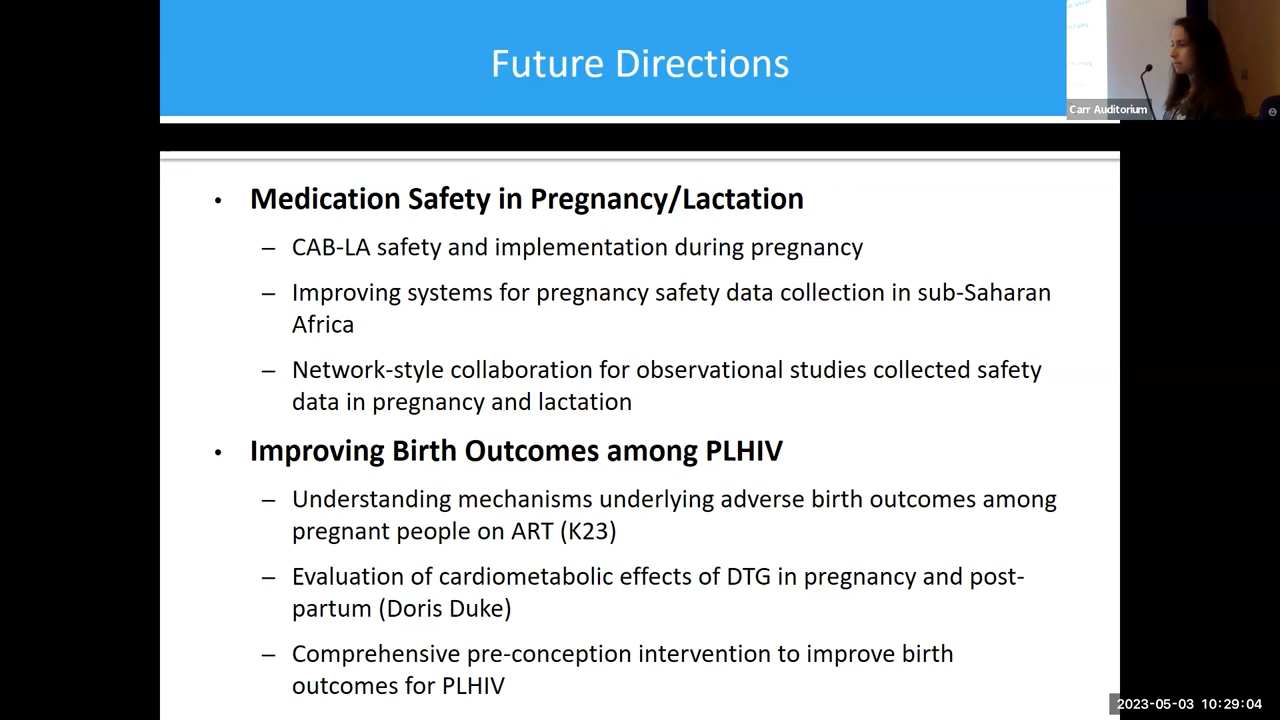 Future Directions
Carr Auditorium
• Medication Safety in Pregnancy/Lactation
– CAB-LA safety and implementation during pregnancy
– Improving systems for pregnancy safety data collection in sub-Saharan
Africa
– Network-style collaboration for observational studies collected safety
data in pregnancy and lactation
• Improving Birth Outcomes among PLHIV
– Understanding mechanisms underlying adverse birth outcomes among
pregnant people on ART (K23)
– Evaluation of cardiometabolic effects of DTG in pregnancy and post-
partum (Doris Duke)
– Comprehensive pre-conception intervention to improve birth
outcomes for PLHIV
2023-05-03 10:29:04